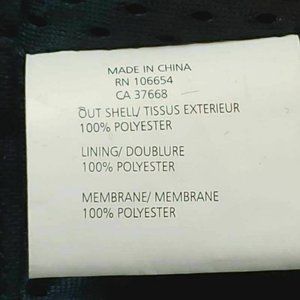 MADE IN CHINA
RN 106654
CA 37668
OUT SHELL/ TISSUS EXTERIEUR
100% POLYESTER
LINING/ DOUBLURE
100% POLYESTER
MEMBRANE/ MEMBRANE
100% POLYESTER